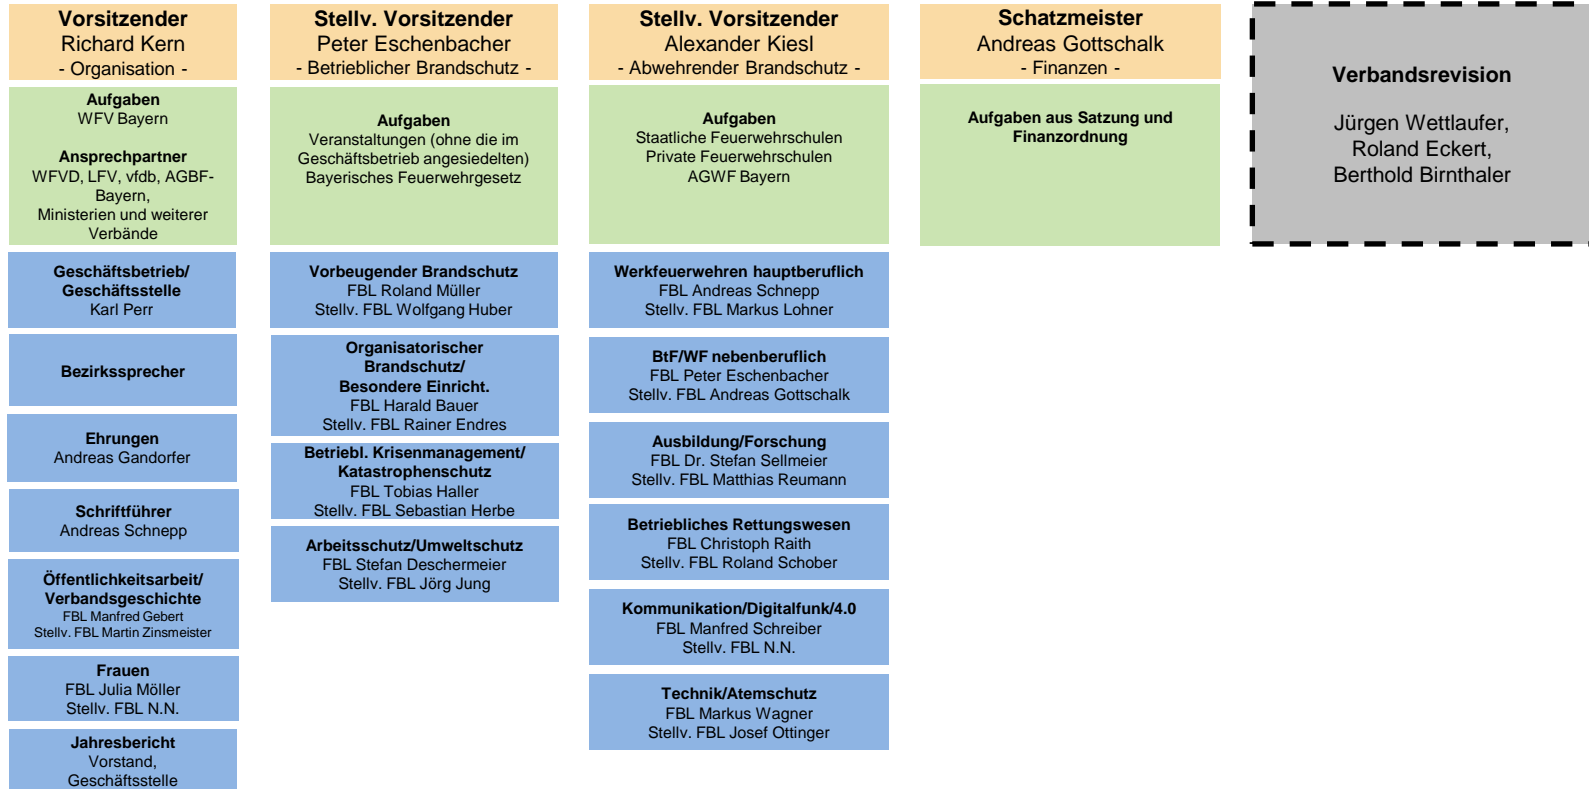 Vorsitzender
Richard Kern
- Organisation -
Aufgaben
WFV Bayern
Ansprechpartner
WFVD, LFV, vfdb, AGBF-
Bayern,
Ministerien und weiterer
Verbände
Geschäftsbetrieb/
Geschäftsstelle
Karl Perr
Bezirkssprecher
Ehrungen
Andreas Gandorfer
Schriftführer
Andreas Schnepp
Öffentlichkeitsarbeit/
Verbandsgeschichte
FBL Manfred Gebert
Stellv. FBL Martin Zinsmeister
Frauen
FBL Julia Möller
Stellv. FBL N.N.
Jahresbericht
Vorstand,
Geschäftsstelle
Stellv. Vorsitzender
Peter Eschenbacher
- Betrieblicher Brandschutz -
Aufgaben
Veranstaltungen (ohne die im
Geschäftsbetrieb angesiedelten)
Bayerisches Feuerwehrgesetz
Vorbeugender Brandschutz
FBL Roland Müller
Stellv. FBL Wolfgang Huber
Organisatorischer
Brandschutz/
Besondere Einricht.
FBL Harald Bauer
Stellv. FBL Rainer Endres
Betriebl. Krisenmanagement/
Katastrophenschutz
FBL Tobias Haller
Stellv. FBL Sebastian Herbe
Arbeitsschutz/Umweltschutz
FBL Stefan Deschermeier
Stellv. FBL Jörg Jung
Stellv. Vorsitzender
Alexander Kiesl
- Abwehrender Brandschutz -
Aufgaben
Staatliche Feuerwehrschulen
Private Feuerwehrschulen
AGWF Bayern
Werkfeuerwehren hauptberuflich
FBL Andreas Schnepp
Stellv. FBL Markus Lohner
BtF/WF nebenberuflich
FBL Peter Eschenbacher
Stellv. FBL Andreas Gottschalk
Ausbildung/Forschung
FBL Dr. Stefan Sellmeier
Stellv. FBL Matthias Reumann
Betriebliches Rettungswesen
FBL Christoph Raith
Stellv. FBL Roland Schober
Kommunikation/Digitalfunk/4.0
FBL Manfred Schreiber
Stellv. FBL N.N.
Technik/Atemschutz
FBL Markus Wagner
Stellv. FBL Josef Ottinger
Schatzmeister
Andreas Gottschalk
- Finanzen -
Aufgaben aus Satzung und
Finanzordnung
Verbandsrevision
Jürgen Wettlaufer,
Roland Eckert,
Berthold Birnthaler